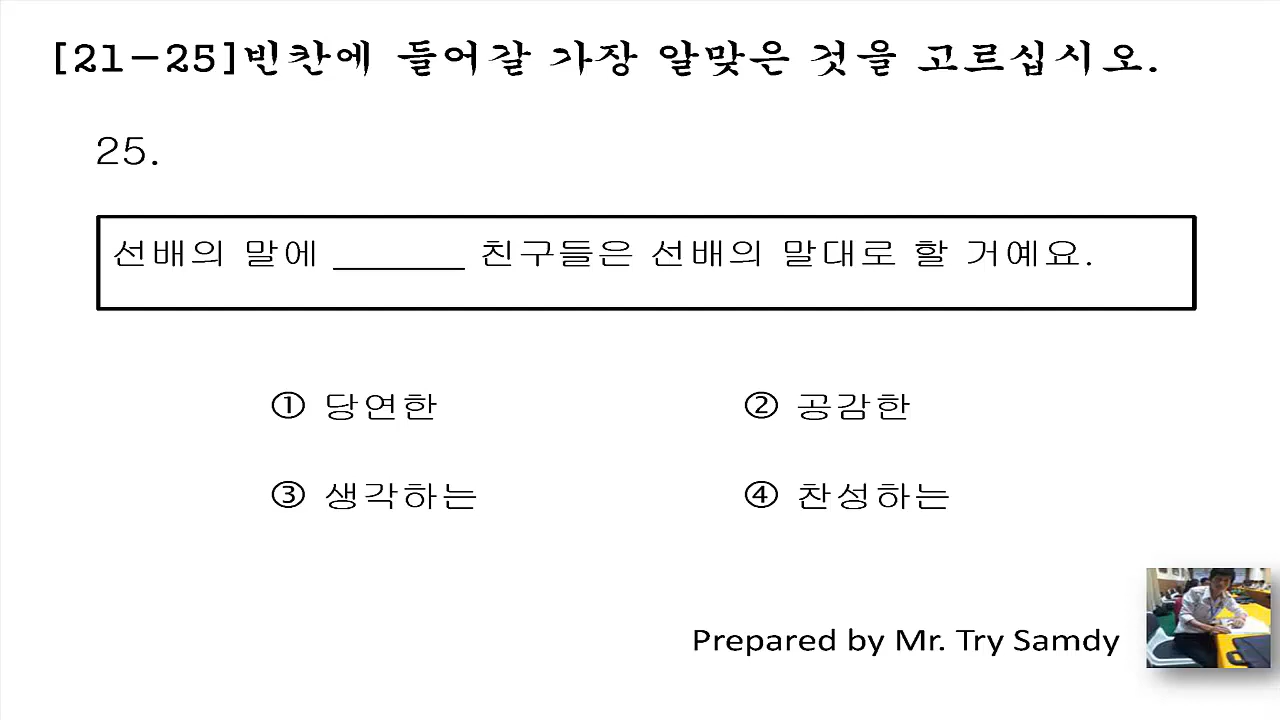 [21-25]빈칸에 들어갈 가장 알맞은 것을 고르십시오.
25.
선배의 말에 _______ 친구들은 선배의 말대로 할 거예요.
① 당연한 ② 공감한
③ 생각하는 ④ 찬성하는
Prepared by Mr. Try Samdy